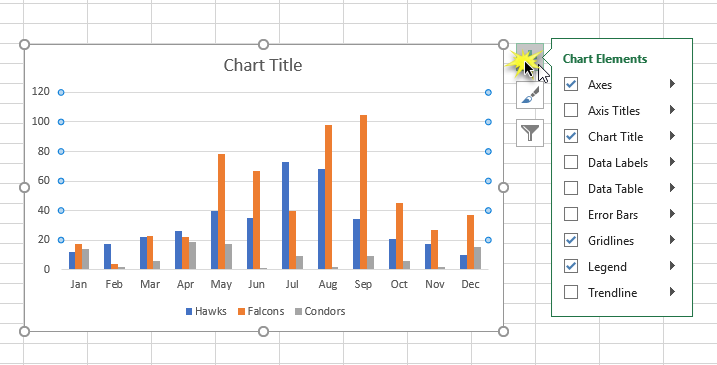 Chart Title
120
100
80
60
40
20
0
Jan Feb Mar Apr May Jun Jul Aug Sep Oct Nov Dec
Hawks Falcons Condors
Chart Elements
Axes
Axis Titles
Chart Title
Data Labels
Data Table
Error Bars
Gridlines
Legend
Trendline